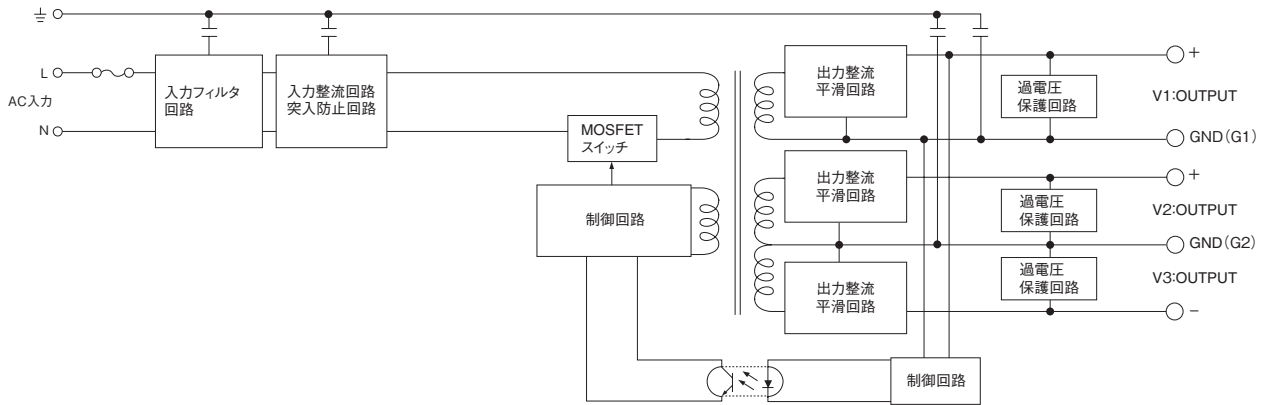 L
AC入力
N
入力フィルタ
回路
入力整流回路
突入防止回路
MOSFET
スイッチ
制御回路
出力整流
平滑回路
出力整流
平滑回路
出力整流
平滑回路
過電圧
保護回路
過電圧
保護回路
過電圧
保護回路
制御回路
+
V1:OUTPUT
GND(G1)
+
V2:OUTPUT
GND(G2)
V3:OUTPUT
−